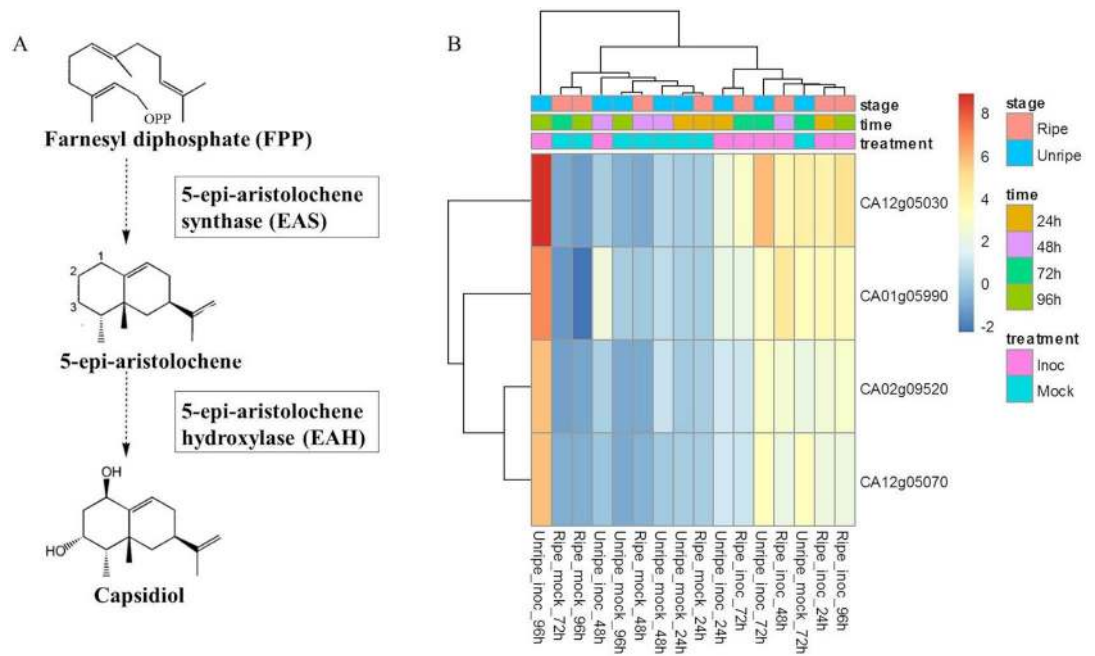 A
OPP
Farnesyl diphosphate (FPP)
5-epi-aristolochene
synthase (EAS)
1
2
3
5-epi-aristolochene
5-epi-aristolochene
hydroxylase (EAH)
OH
HO
Capsidiol
B
stage
time
treatment
CA12g05030
CA01g05990
CA02g09520
CA12g05070
Unripe_inoc_96h
Ripe_mock_72h
Ripe_mock_96h
Unripe_inoc_48h
Unripe_mock_96h
Ripe_mock_48h
Unripe_mock_48h
Unripe_mock_24h
Ripe_mock_24h
Unripe_inoc_24h
Ripe_inoc_72h
Unripe_inoc_72h
Ripe_inoc_48h
Unripe_mock_72h
Ripe_inoc_24h
Ripe_inoc_96h
8
6
4
2
0
-2
stage
Ripe
Unripe
time
24h
48h
72h
96h
treatment
Inoc
Mock